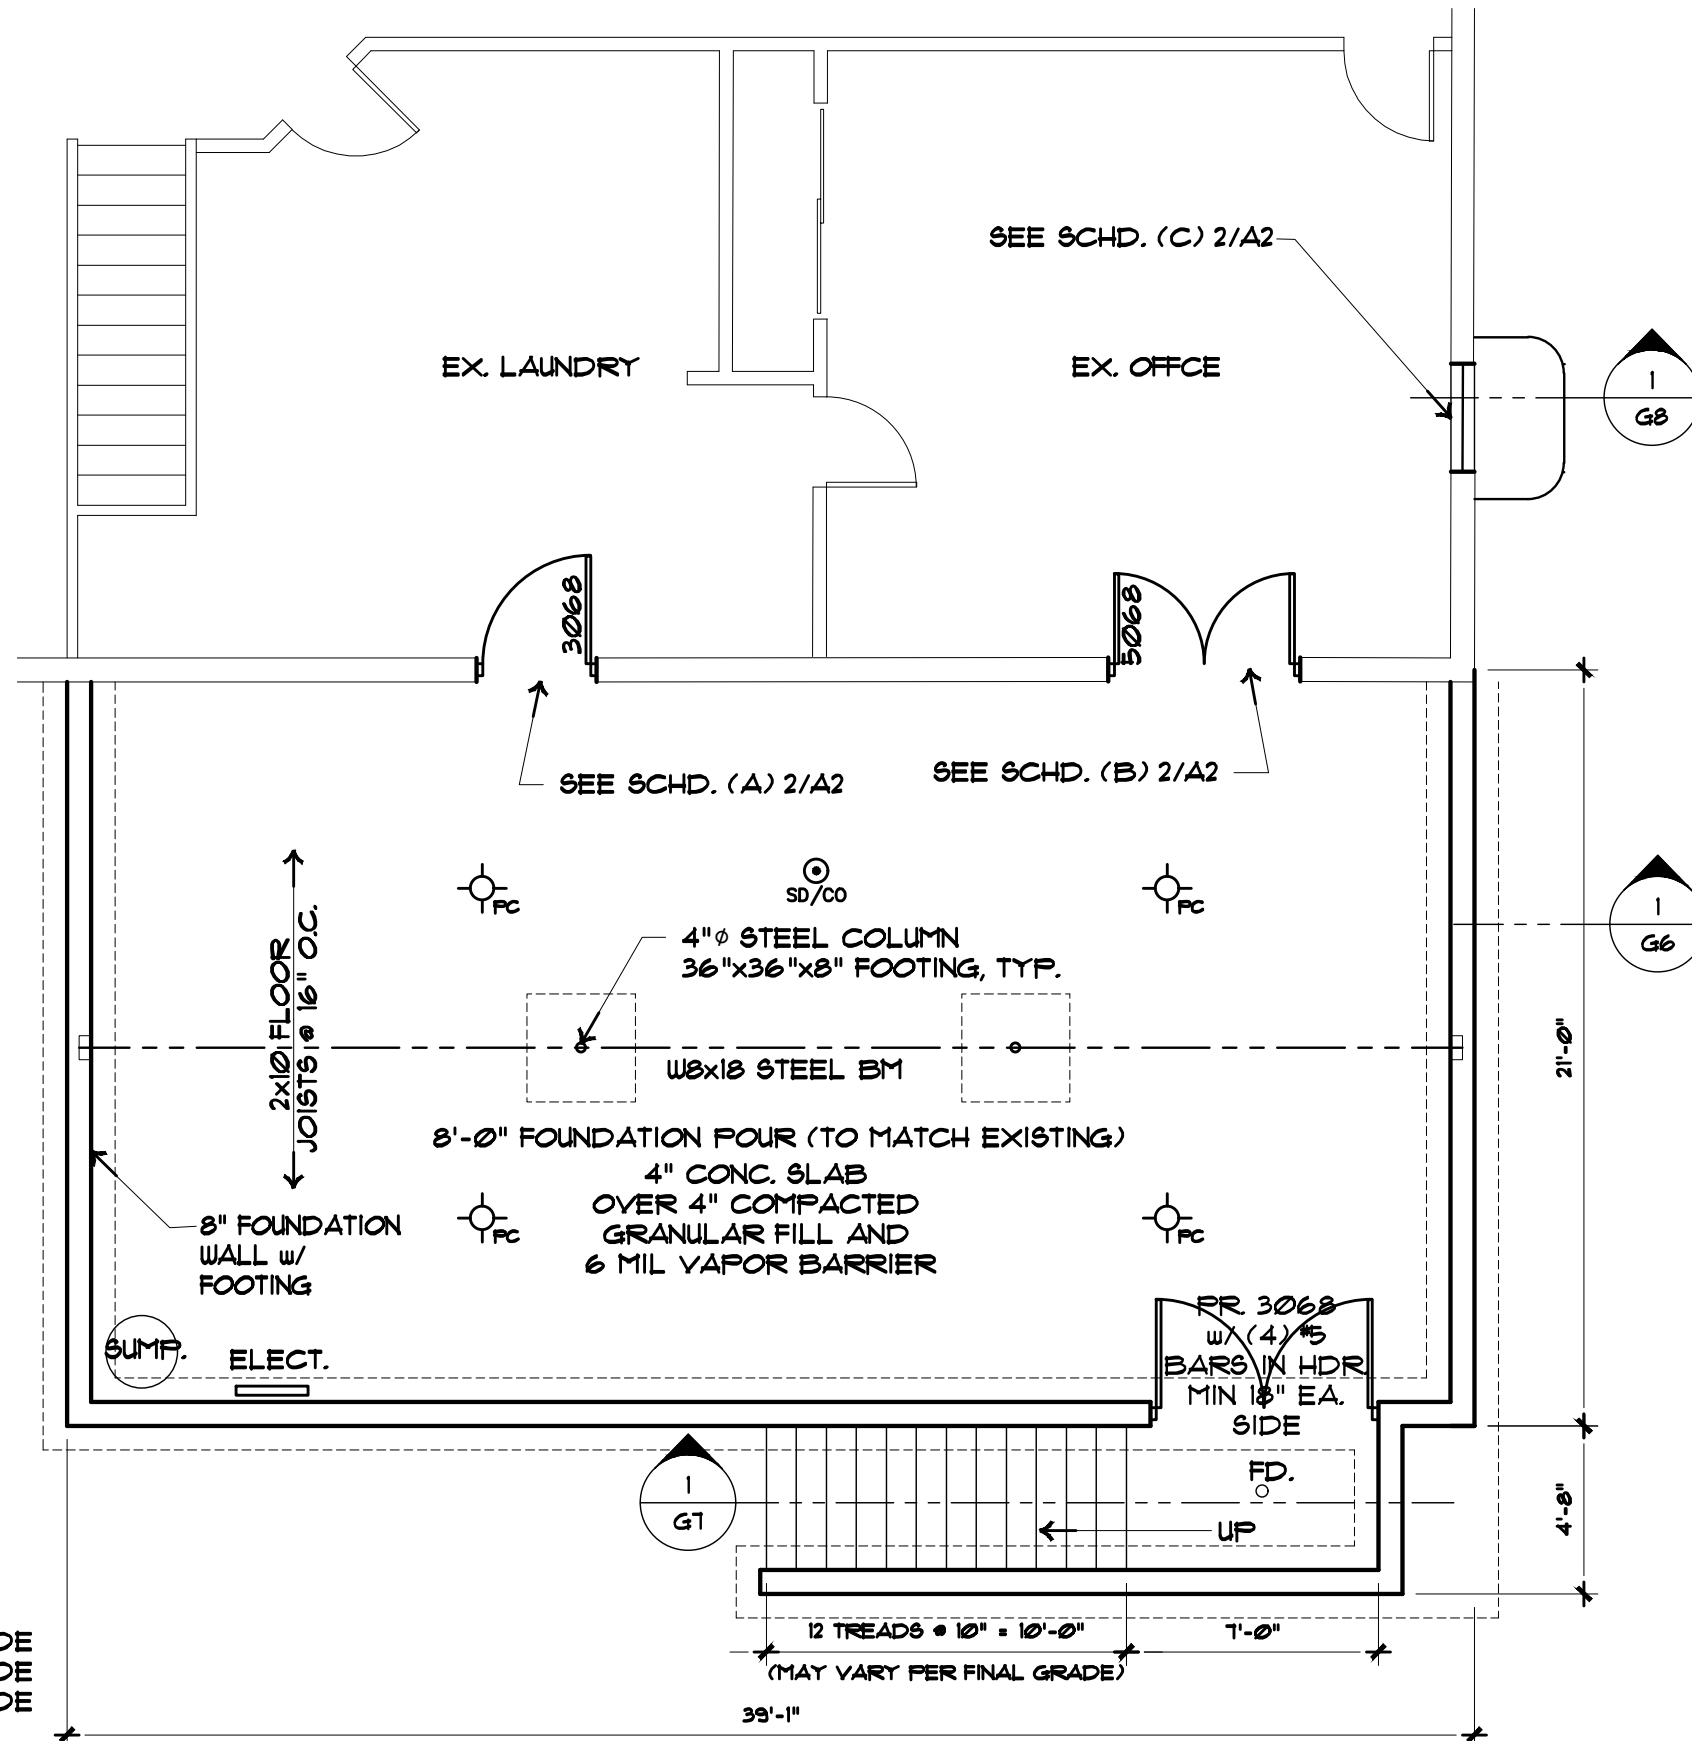 SEE SCHD. (C) 2/A2
EX. LAUNDRY
EX. OFFCE
1
G8
3068
5068
SEE SCHD. (A) 2/A2
SEE SCHD. (B) 2/A2
PC
SD/CO
PC
1
G6
4"Ø STEEL COLUMN
36"x36"x8" FOOTING, TYP.
2x10 FLOOR
JOISTS @ 16" O.C.
21'-0"
W8x18 STEEL BM
8'-0" FOUNDATION POUR (TO MATCH EXISTING)
4" CONC. SLAB
OVER 4" COMPACTED
GRANULAR FILL AND
6 MIL VAPOR BARRIER
8" FOUNDATION
WALL w/
FOOTING
PC
PC
SUMP.
ELECT.
PR. 3068
w/ (4) #5
BARS IN HDR.
MIN 18" EA.
SIDE
FD.
1
G7
UP
4'-8"
12 TREADS @ 10" = 10'-0"
7'-0"
(MAY VARY PER FINAL GRADE)
39'-1"